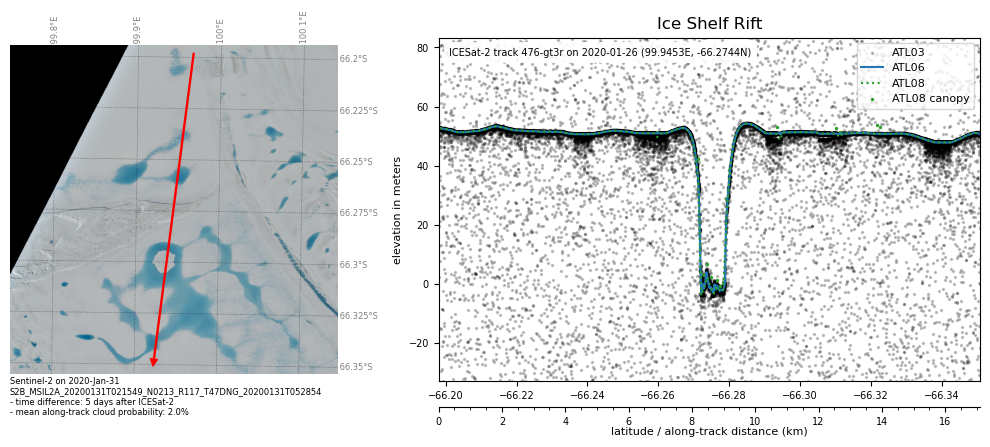 99.8°E
99.9°E
100°E
100.1°E
66.2°S
66.225°S
66.25°S
66.275°S
66.3°S
66.325°S
66.35°S
Sentinel-2 on 2020-Jan-31
S2B_MSIL2A_20200131T021549_N0213_R117_T47DNG_20200131T052854
- time difference: 5 days after ICESat-2
- mean along-track cloud probability: 2.0%
Ice Shelf Rift
ICESat-2 track 476-gt3r on 2020-01-26 (99.9453E, -66.2744N)
ATL03
ATL06
ATL08
ATL08 canopy
elevation in meters
80
60
40
20
0
−20
−66.20
−66.22
−66.24
−66.26
−66.28
−66.30
−66.32
−66.34
0
2
4
6
8
10
12
14
16
latitude / along-track distance (km)